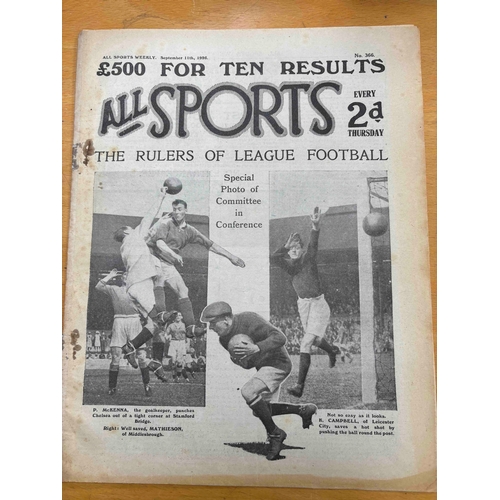 ALL SPORTS WEEKLY. September 11th, 1926. No. 366.
£500 FOR TEN RESULTS
ALL SPORTS
EVERY
2d
THURSDAY
THE RULERS OF LEAGUE FOOTBALL
Special
Photo of
Committee
in
Conference
P. McKENNA, the goalkeeper, punches
Chelsea out of a tight corner at Stamford
Bridge.
Right: Well saved, MATHIESON,
of Middlesbrough.
Not so easy as it looks.
K. CAMPBELL, of Leicester
City, saves a hot shot by
pushing the ball round the post.